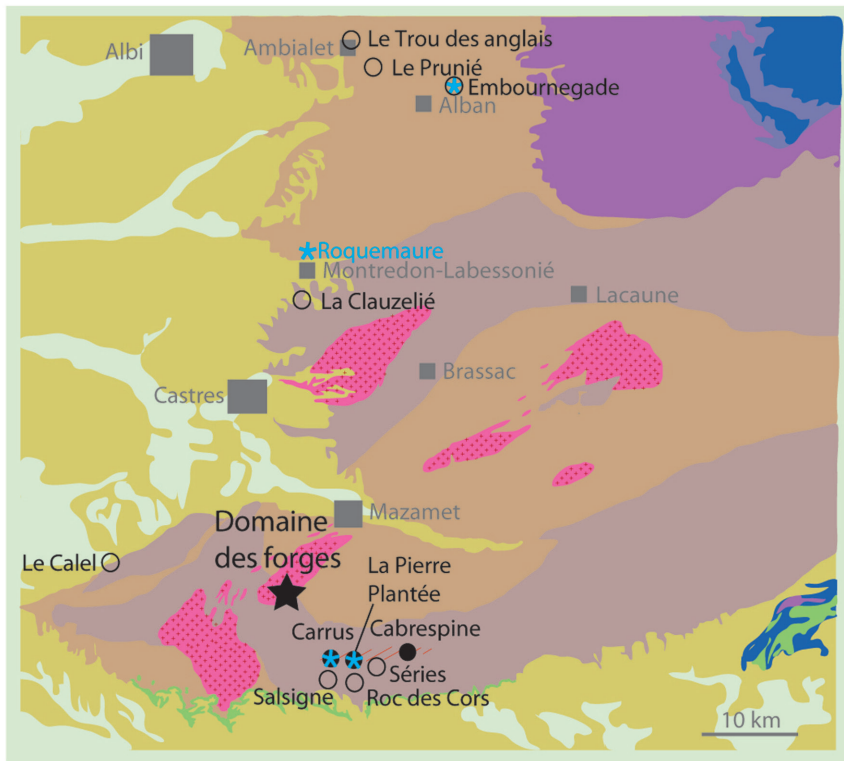 Le Trou des anglais
Albi
Ambialet
Le Prunié
Embournegade
Alban
Roquemaure
Montredon-Labessonié
Lacaune
La Clauzelié
Brassac
Castres
Mazamet
Domaine
des forges
Le Calel
La Pierre
Plantée
Carrus
Cabrespine
Séries
Salsigne
Roc des Cors
10 km